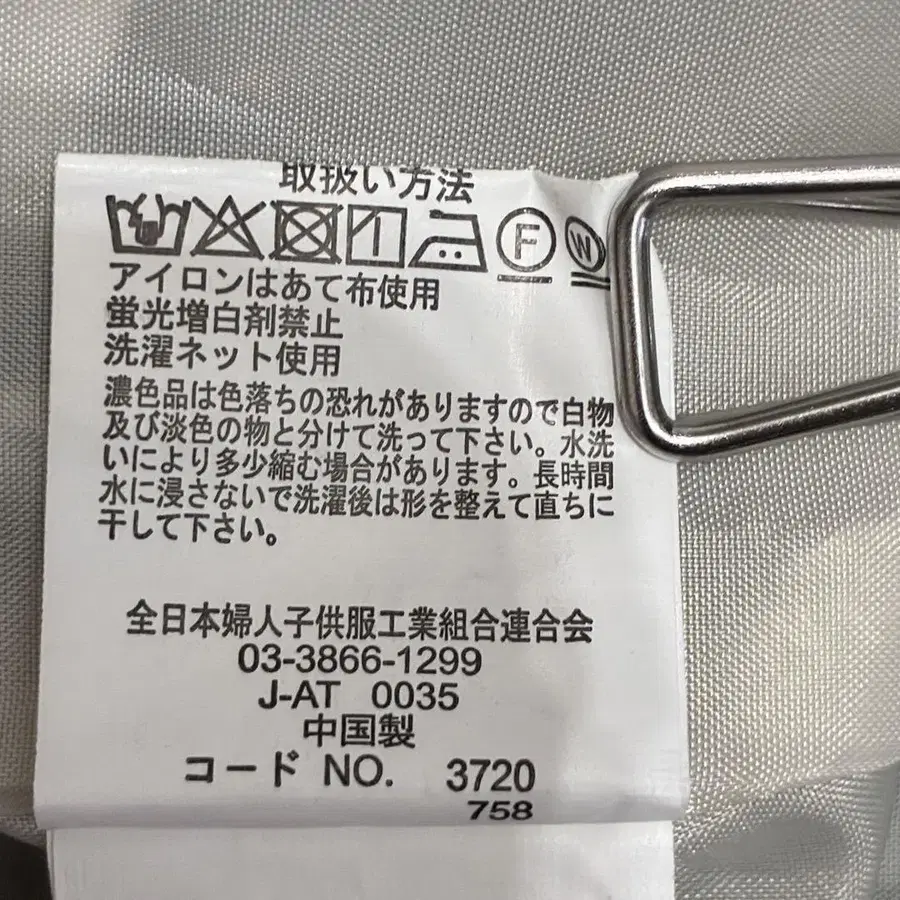 取扱い方法
F W
アイロンはあて布使用
蛍光増白剤禁止
洗濯ネット使用
濃色品は色落ちの恐れがありますので白物
及び淡色の物と分けて洗って下さい。水洗
いにより多少縮む場合があります。長時間
水に浸さないで洗濯後は形を整えて直ちに
干して下さい。
全日本婦人子供服工業組合連合会
03-3866-1299
J-AT 0035
中国製
コード NO. 3720
758